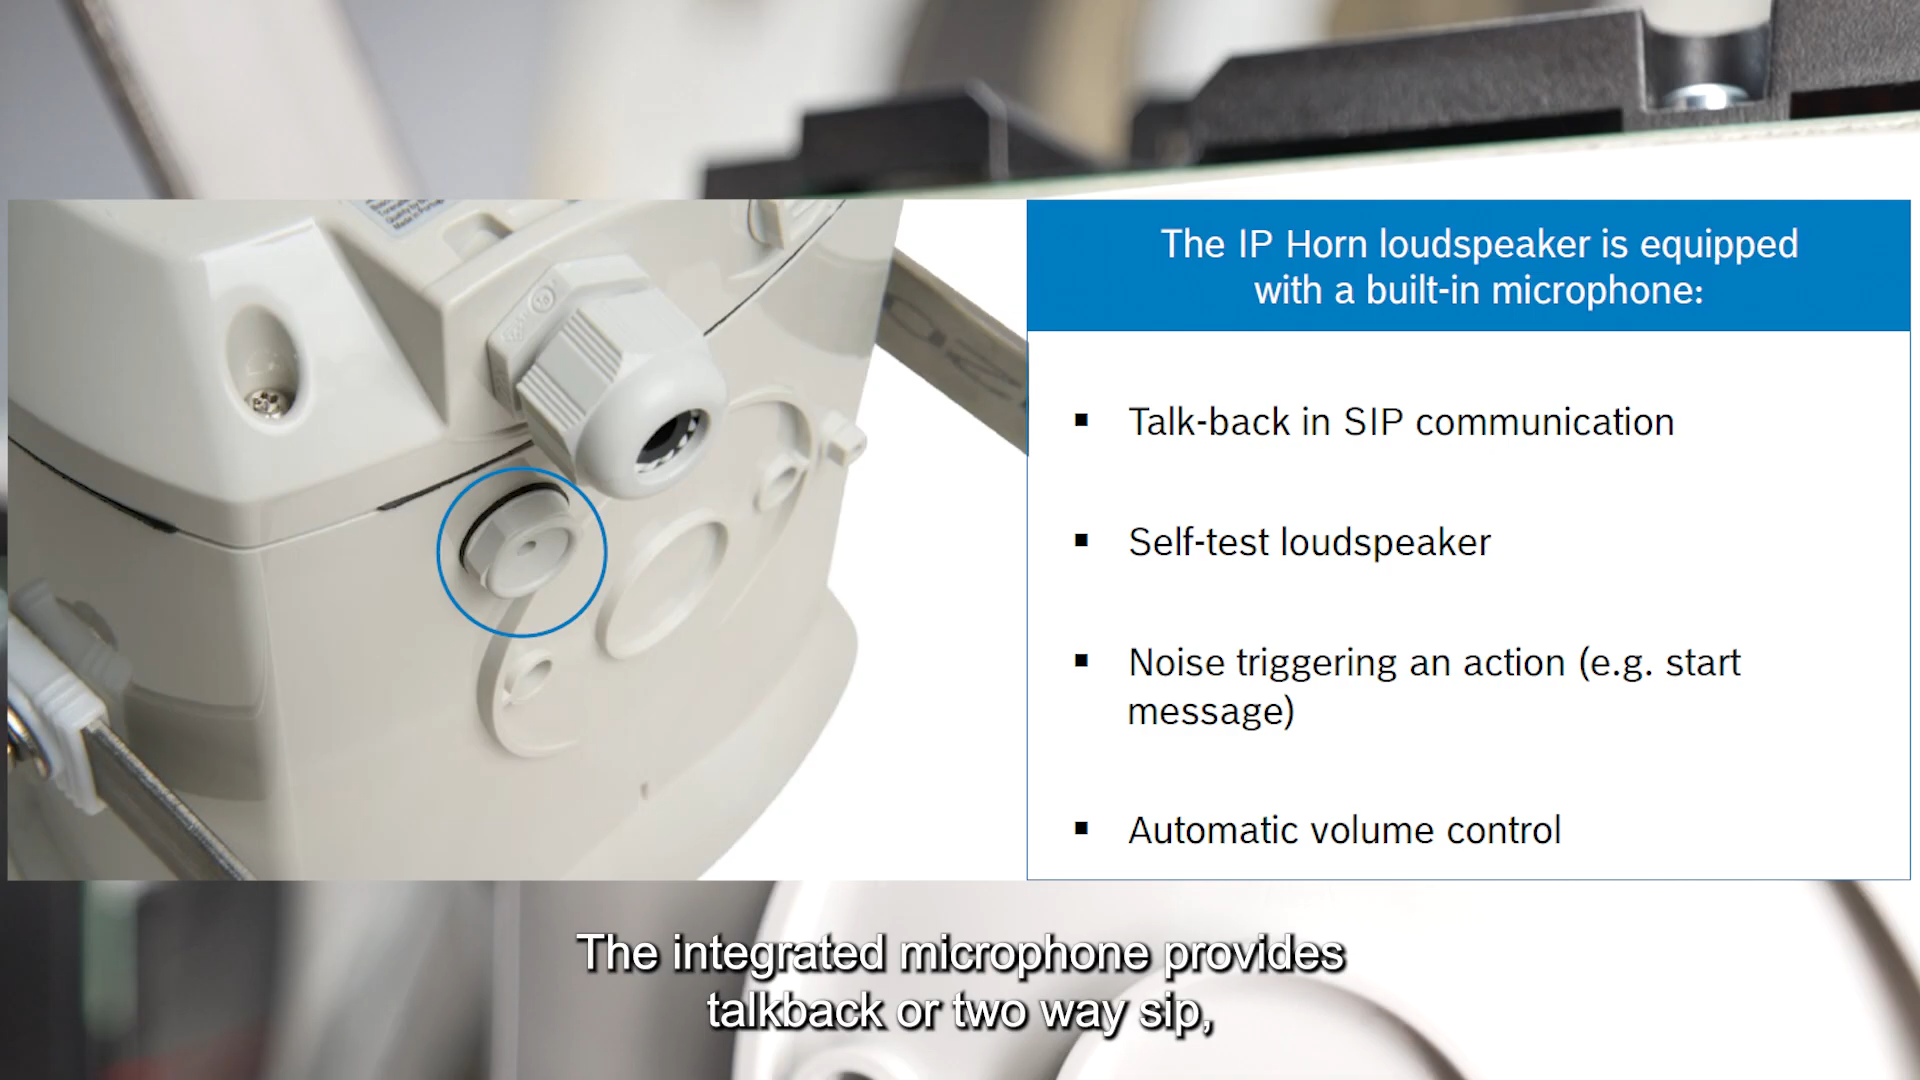 The IP Horn loudspeaker is equipped
with a built-in microphone:
▪ Talk-back in SIP communication
▪ Self-test loudspeaker
▪ Noise triggering an action (e.g. start
message)
▪ Automatic volume control
The integrated microphone provides
talkback or two way sip,